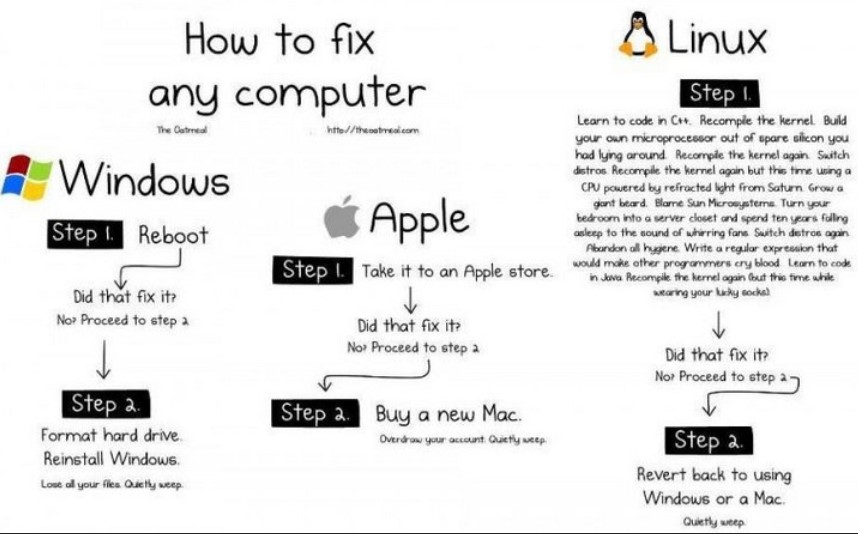 How to fix
any computer
The Oatmeal
http://theoatmeal.com
Windows
Step 1. Reboot
Did that fix it?
No? Proceed to step 2
Step 2.
Format hard drive.
Reinstall Windows.
Lose all your files. Quietly weep.
Apple
Step 1. Take it to an Apple store.
Did that fix it?
No? Proceed to step 2
Step 2. Buy a new Mac.
Overdraw your account. Quietly weep.
Linux
Step 1.
Learn to code in C++. Recompile the kernel. Build
your own microprocessor out of spare silicon you
had lying around. Recompile the kernel again. Switch
distros. Recompile the kernel again but this time using a
CPU powered by refracted light from Saturn. Grow a
giant beard. Blame Sun Microsystems. Turn your
bedroom into a server closet and spend ten years falling
asleep to the sound of whirring fans. Switch distros again.
Abandon all hygiene. Write a regular expression that
would make other programmers cry blood. Learn to code
in Java. Recompile the kernel again (but this time while
wearing your lucky socks).
Did that fix it?
No? Proceed to step 2
Step 2.
Revert back to using
Windows or a Mac.
Quietly weep.